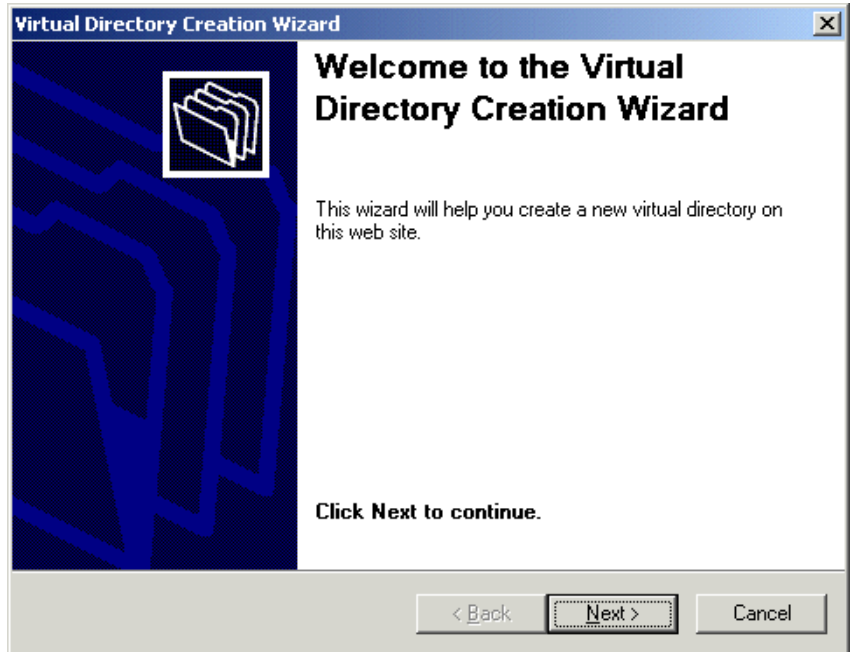 Virtual Directory Creation Wizard
Welcome to the Virtual
Directory Creation Wizard
This wizard will help you create a new virtual directory on
this web site.
Click Next to continue.
< Back
Next >
Cancel